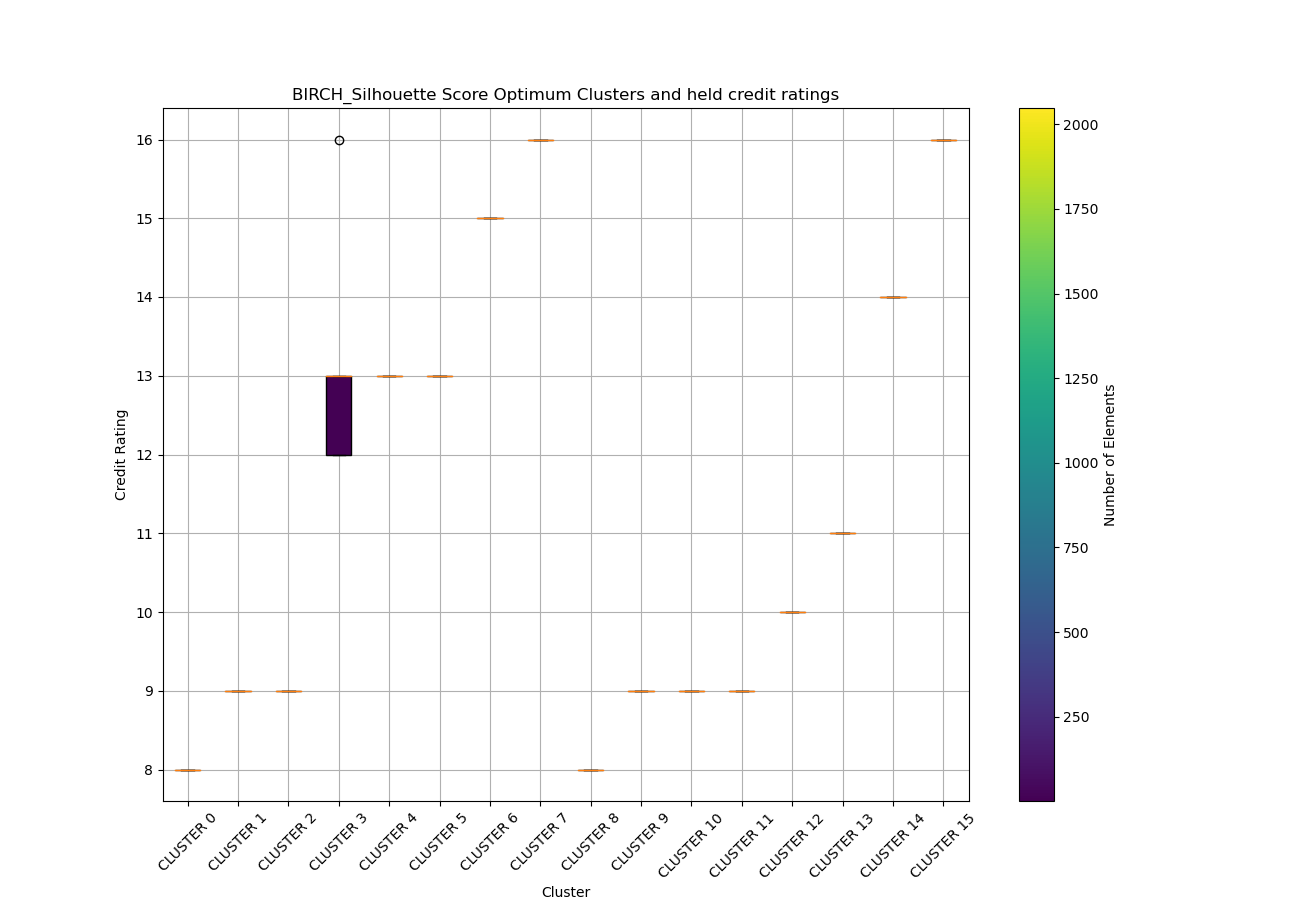 BIRCH_Silhouette Score Optimum Clusters and held credit ratings
16
15
14
13
12
11
10
9
8
Credit Rating
CLUSTER 0
CLUSTER 1
CLUSTER 2
CLUSTER 3
CLUSTER 4
CLUSTER 5
CLUSTER 6
CLUSTER 7
CLUSTER 8
CLUSTER 9
CLUSTER 10
CLUSTER 11
CLUSTER 12
CLUSTER 13
CLUSTER 14
CLUSTER 15
Cluster
2000
1750
1500
1250
1000
750
500
250
Number of Elements